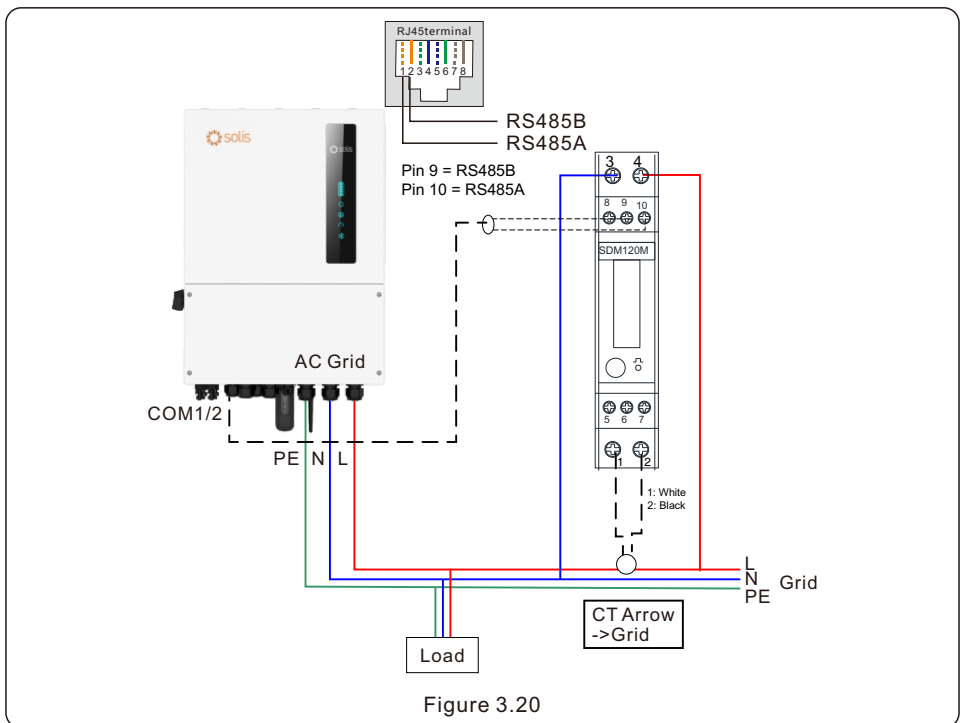 RJ45terminal
1 2 3 4 5 6 7 8
RS485B
RS485A
solis
solis
Pin 9 = RS485B
Pin 10 = RS485A
3 4
8 9 10
SDM120M
AC Grid
COM1/2
5 6 7
PE N L
1 2
1: White
2: Black
L
N Grid
PE
CT Arrow
->Grid
Load
Figure 3.20